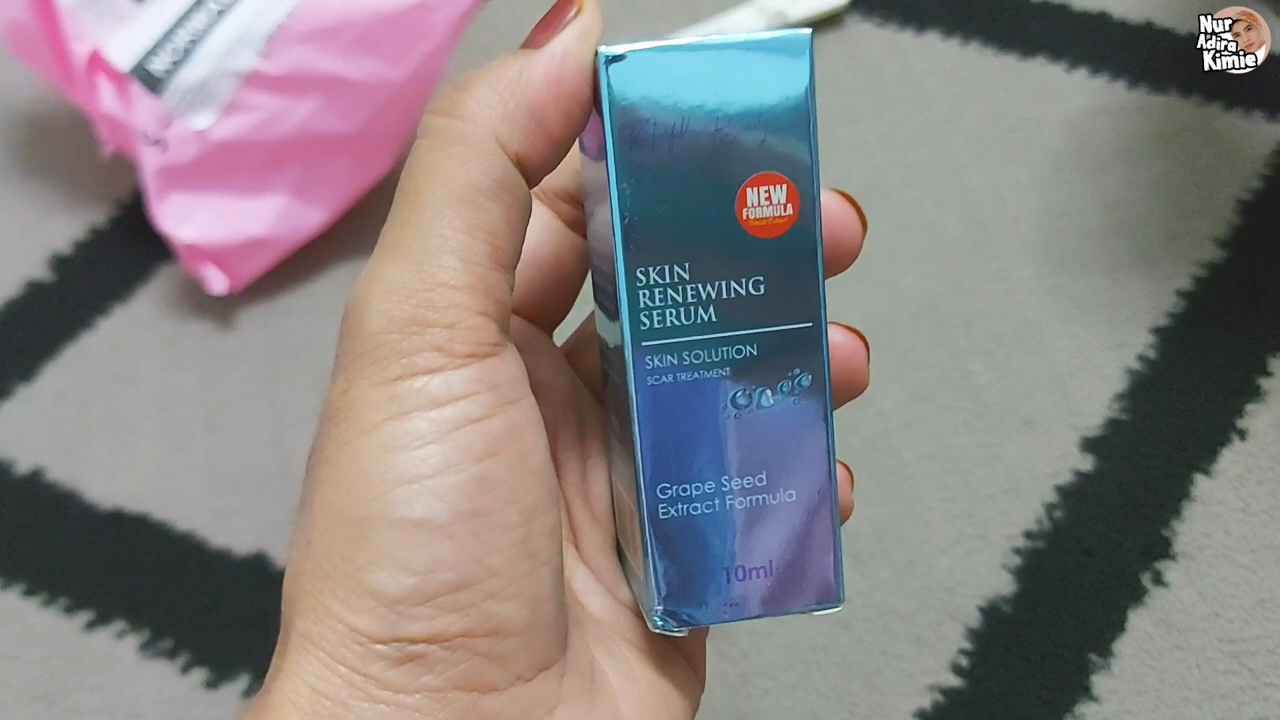 Nur
Adira
Kimie
NEW
FORMULA
SKIN
RENEWING
SERUM
SKIN SOLUTION
SCAR TREATMENT
Grape Seed
Extract Formula
10ml